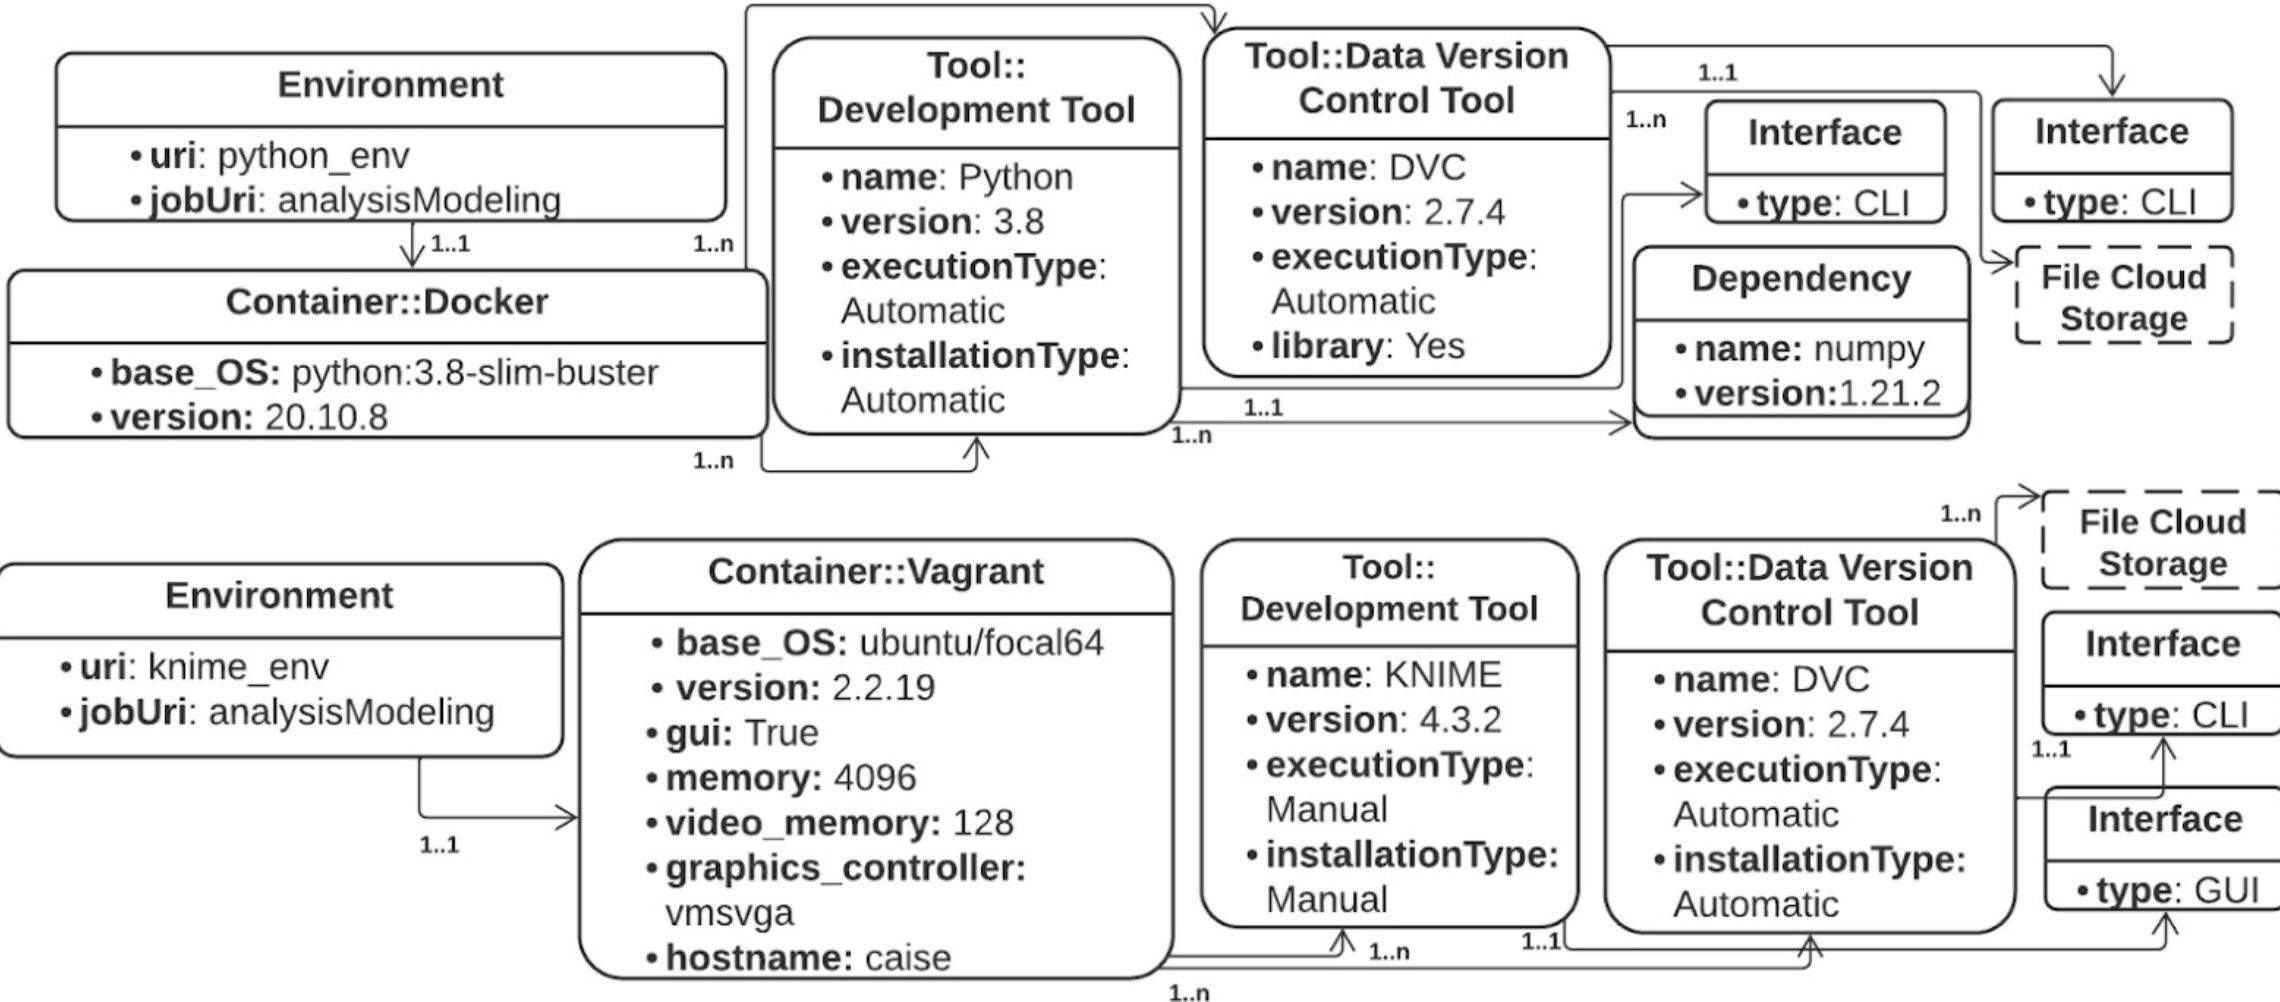 Environment
• uri: python_env
• jobUri: analysisModeling
1..1
1..n
Container::Docker
• base_OS: python:3.8-slim-buster
• version: 20.10.8
1..n
Tool::
Development Tool
• name: Python
• version: 3.8
• executionType:
Automatic
• installationType:
Automatic
Tool::Data Version
Control Tool
• name: DVC
• version: 2.7.4
• executionType:
Automatic
• library: Yes
1..1
1..n
1..1
1..n
Interface
• type: CLI
Interface
• type: CLI
Dependency
• name: numpy
• version:1.21.2
File Cloud
Storage
Environment
• uri: knime_env
• jobUri: analysisModeling
1..1
Container::Vagrant
• base_OS: ubuntu/focal64
• version: 2.2.19
• gui: True
• memory: 4096
• video_memory: 128
• graphics_controller:
vmsvga
• hostname: caise
1..n
1..n
Tool::
Development Tool
• name: KNIME
• version: 4.3.2
• executionType:
Manual
• installationType:
Manual
1..1
Tool::Data Version
Control Tool
• name: DVC
• version: 2.7.4
• executionType:
Automatic
• installationType:
Automatic
1..n
File Cloud
Storage
Interface
• type: CLI
1..1
Interface
• type: GUI